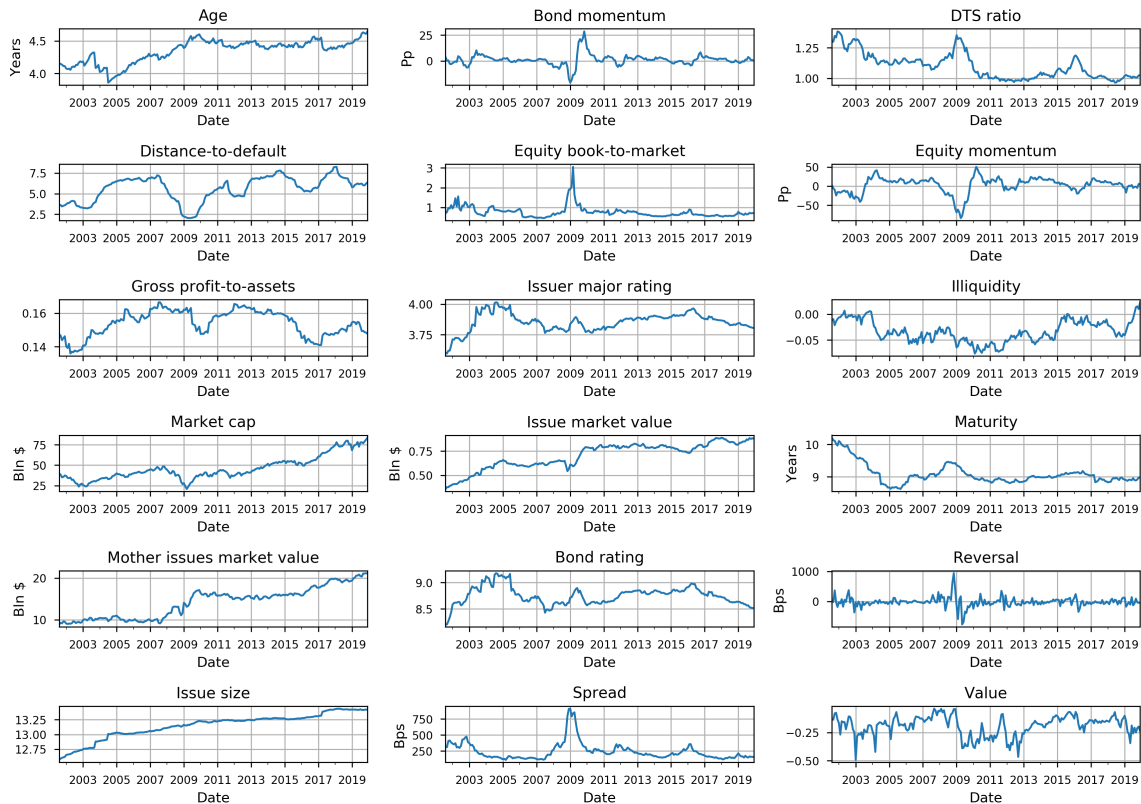 Age
Years
4.5
4.0
2003 2005 2007 2009 2011 2013 2015 2017 2019
Date
Bond momentum
Pp
25
0
2003 2005 2007 2009 2011 2013 2015 2017 2019
Date
DTS ratio
1.25
1.00
2003 2005 2007 2009 2011 2013 2015 2017 2019
Date
Distance-to-default
7.5
5.0
2.5
2003 2005 2007 2009 2011 2013 2015 2017 2019
Date
Equity book-to-market
3
2
1
2003 2005 2007 2009 2011 2013 2015 2017 2019
Date
Equity momentum
Pp
50
0
−50
2003 2005 2007 2009 2011 2013 2015 2017 2019
Date
Gross profit-to-assets
0.16
0.14
2003 2005 2007 2009 2011 2013 2015 2017 2019
Date
Issuer major rating
4.00
3.75
2003 2005 2007 2009 2011 2013 2015 2017 2019
Date
Illiquidity
0.00
−0.05
2003 2005 2007 2009 2011 2013 2015 2017 2019
Date
Market cap
Bln $
75
50
25
2003 2005 2007 2009 2011 2013 2015 2017 2019
Date
Issue market value
Bln $
0.75
0.50
2003 2005 2007 2009 2011 2013 2015 2017 2019
Date
Maturity
Years
10
9
2003 2005 2007 2009 2011 2013 2015 2017 2019
Date
Mother issues market value
Bln $
20
10
2003 2005 2007 2009 2011 2013 2015 2017 2019
Date
Bond rating
9.0
8.5
2003 2005 2007 2009 2011 2013 2015 2017 2019
Date
Reversal
Bps
1000
0
2003 2005 2007 2009 2011 2013 2015 2017 2019
Date
Issue size
13.25
13.00
12.75
2003 2005 2007 2009 2011 2013 2015 2017 2019
Date
Spread
Bps
750
500
250
2003 2005 2007 2009 2011 2013 2015 2017 2019
Date
Value
−0.25
−0.50
2003 2005 2007 2009 2011 2013 2015 2017 2019
Date